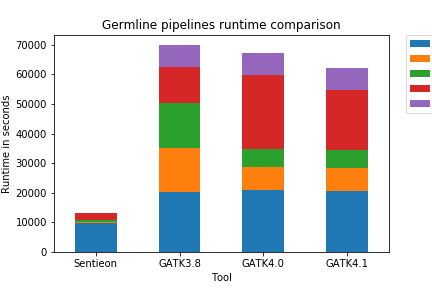 Germline pipelines runtime comparison
70000
60000
50000
40000
30000
20000
10000
0
Runtime in seconds
Sentieon GATK3.8 GATK4.0 GATK4.1
Tool